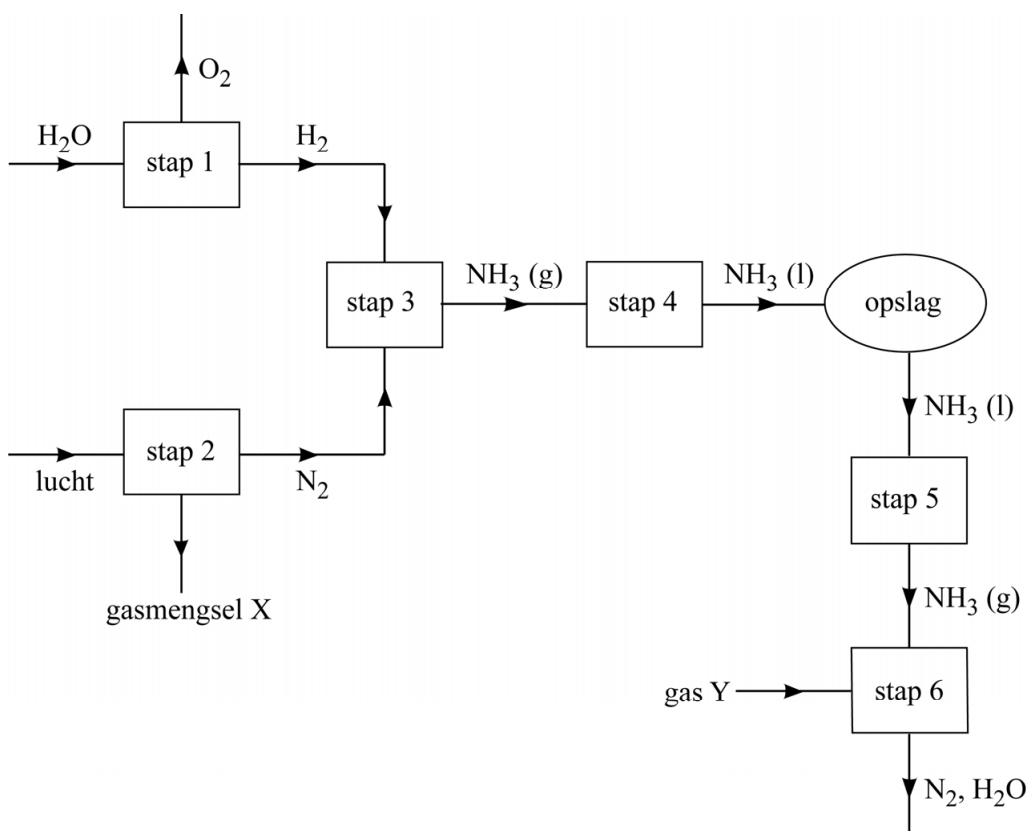 O₂
H₂O
stap 1
H₂
stap 3
NH₃ (g)
stap 4
NH₃ (l)
opslag
NH₃ (l)
lucht
stap 2
N₂
gasmengsel X
stap 5
NH₃ (g)
gas Y
stap 6
N₂, H₂O